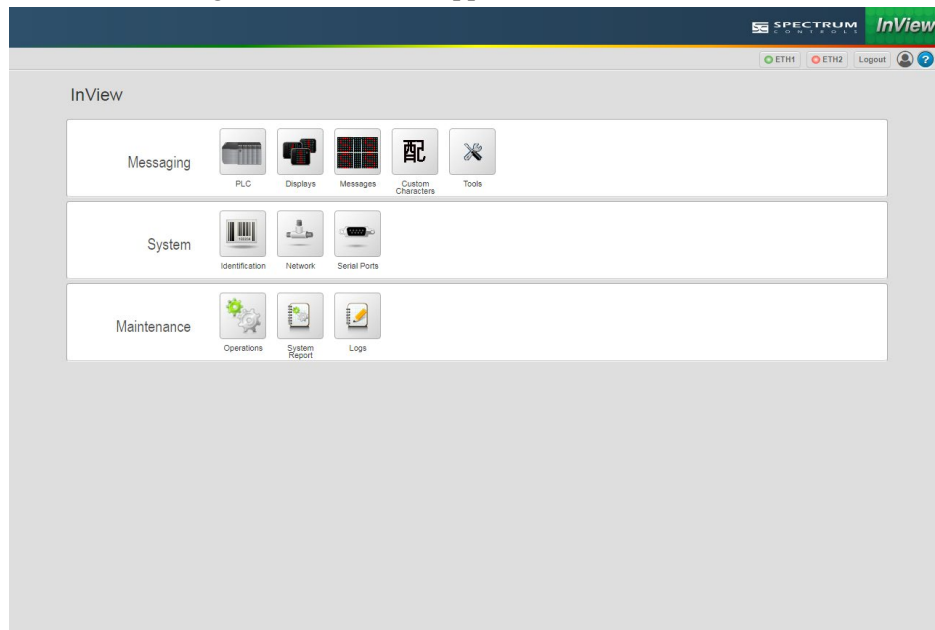 SPECTRUM
CONTROLS
InView
ETH1 ETH2 Logout ?
InView
Messaging
PLC Displays Messages Custom Characters Tools
配
System
Identification Network Serial Ports
Maintenance
Operations System Report Logs